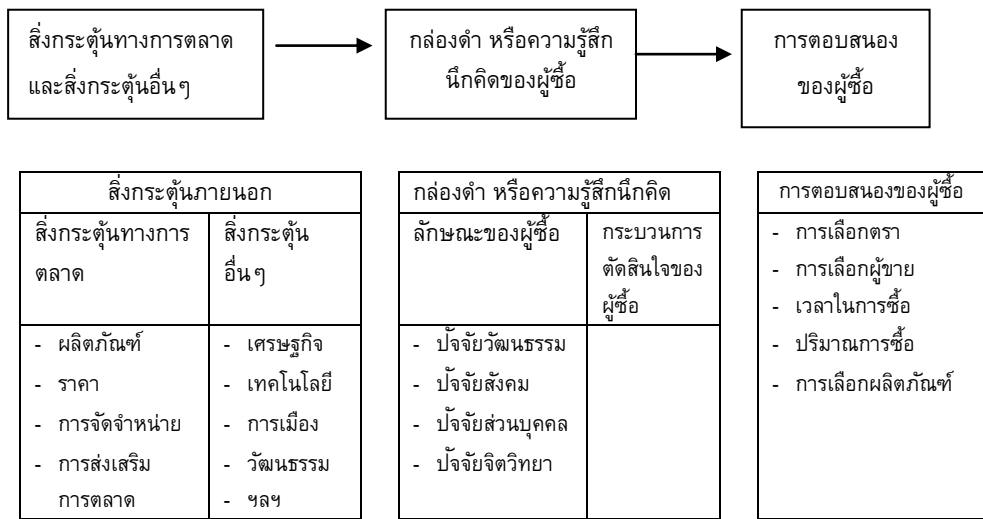 สิ่งกระตุ้นทางการตลาด
และสิ่งกระตุ้นอื่นๆ
กล่องดำ หรือความรู้สึก
นึกคิดของผู้ซื้อ
การตอบสนอง
ของผู้ซื้อ
สิ่งกระตุ้นภายนอก
สิ่งกระตุ้นทางการ
ตลาด
สิ่งกระตุ้น
อื่นๆ
- ผลิตภัณฑ์
- ราคา
- การจัดจำหน่าย
- การส่งเสริม
การตลาด
- เศรษฐกิจ
- เทคโนโลยี
- การเมือง
- วัฒนธรรม
- ฯลฯ
กล่องดำ หรือความรู้สึกนึกคิด
ลักษณะของผู้ซื้อ
กระบวนการ
ตัดสินใจของ
ผู้ซื้อ
- ปัจจัยวัฒนธรรม
- ปัจจัยสังคม
- ปัจจัยส่วนบุคคล
- ปัจจัยจิตวิทยา
การตอบสนองของผู้ซื้อ
- การเลือกตรา
- การเลือกผู้ขาย
- เวลาในการซื้อ
- ปริมาณการซื้อ
- การเลือกผลิตภัณฑ์